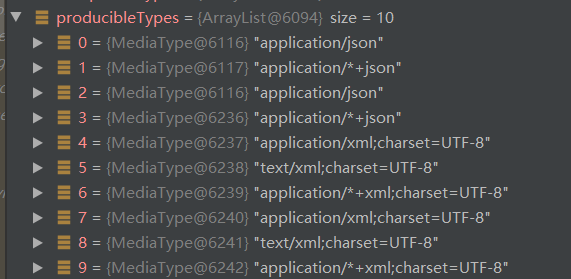 producibleTypes = {ArrayList@6094} size = 10
0 = {MediaType@6116} "application/json"
1 = {MediaType@6117} "application/*+json"
2 = {MediaType@6116} "application/json"
3 = {MediaType@6236} "application/*+json"
4 = {MediaType@6237} "application/xml;charset=UTF-8"
5 = {MediaType@6238} "text/xml;charset=UTF-8"
6 = {MediaType@6239} "application/*+xml;charset=UTF-8"
7 = {MediaType@6240} "application/xml;charset=UTF-8"
8 = {MediaType@6241} "text/xml;charset=UTF-8"
9 = {MediaType@6242} "application/*+xml;charset=UTF-8"